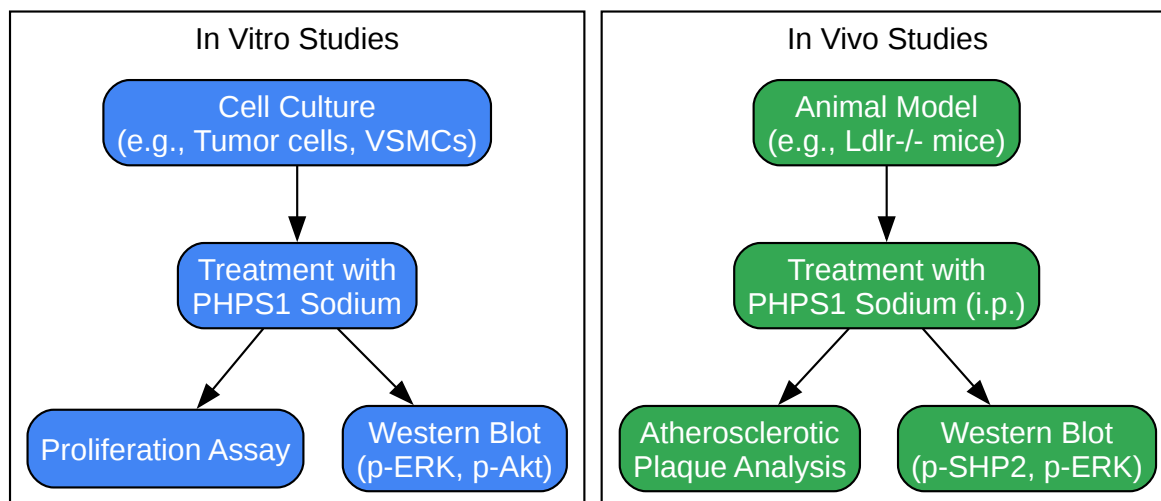 In Vitro Studies
Cell Culture
(e.g., Tumor cells, VSMCs)
Treatment with
PHPS1 Sodium
Proliferation Assay
Western Blot
(p-ERK, p-Akt)
In Vivo Studies
Animal Model
(e.g., Ldlr-/- mice)
Treatment with
PHPS1 Sodium (i.p.)
Atherosclerotic
Plaque Analysis
Western Blot
(p-SHP2, p-ERK)